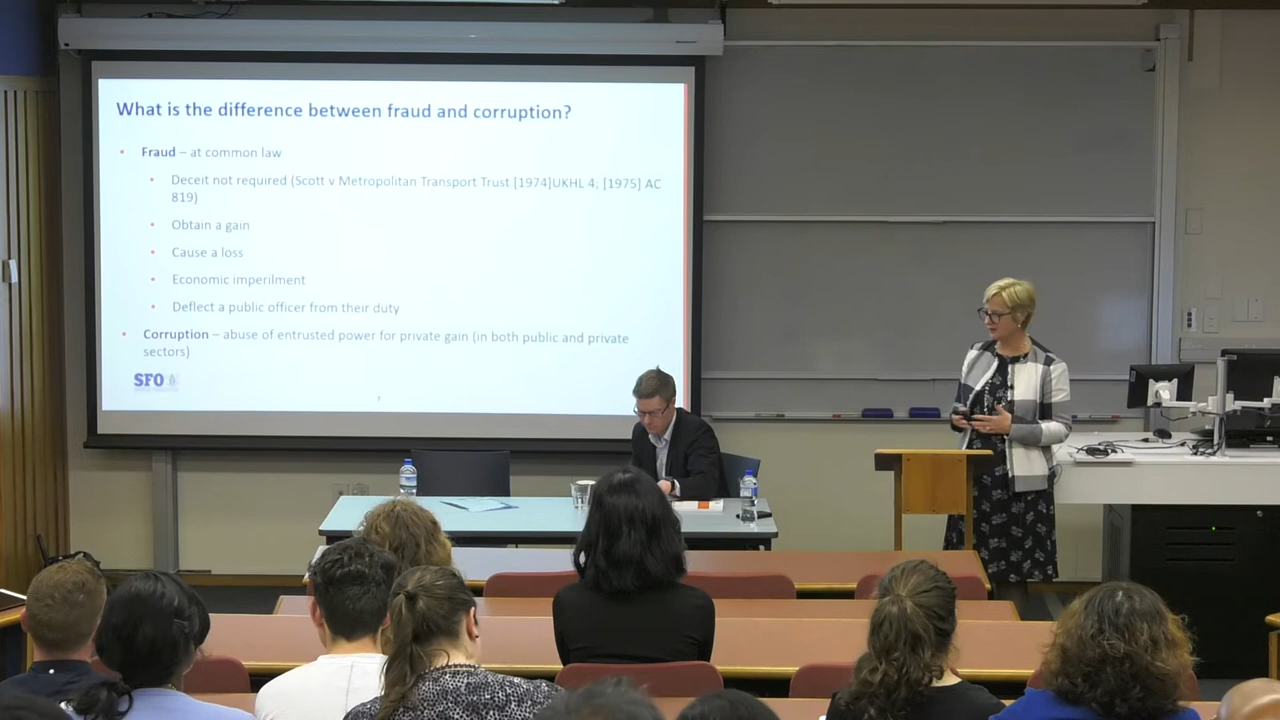 What is the difference between fraud and corruption?
• Fraud – at common law
• Deceit not required (Scott v Metropolitan Transport Trust [1974]UKHL 4; [1975] AC
819)
• Obtain a gain
• Cause a loss
• Economic imperilment
• Deflect a public officer from their duty
• Corruption – abuse of entrusted power for private gain (in both public and private
sectors)
SFO